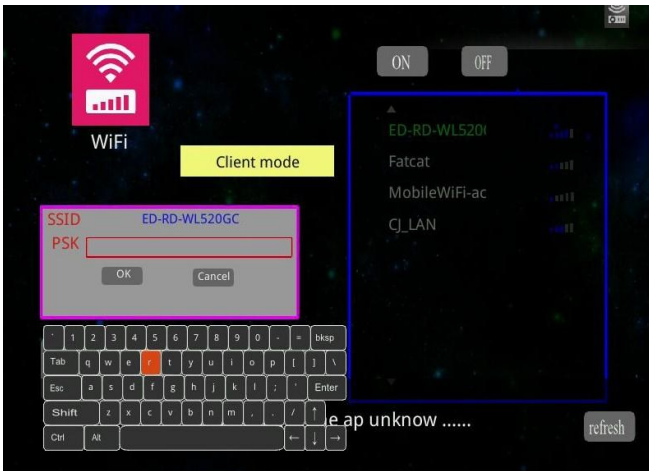 ON OFF
WiFi
Client mode
ED-RD-WL520
Fatcat
MobileWiFi-ac
CJ_LAN
SSID ED-RD-WL520GC
PSK
OK Cancel
` 1 2 3 4 5 6 7 8 9 0 - = bksp
Tab q w e r t y u i o p [ ] \
Esc a s d f g h j k l ; ' Enter
Shift z x c v b n m , . / ↑
Ctrl Alt ← ↓ →
e ap unknow ......
refresh